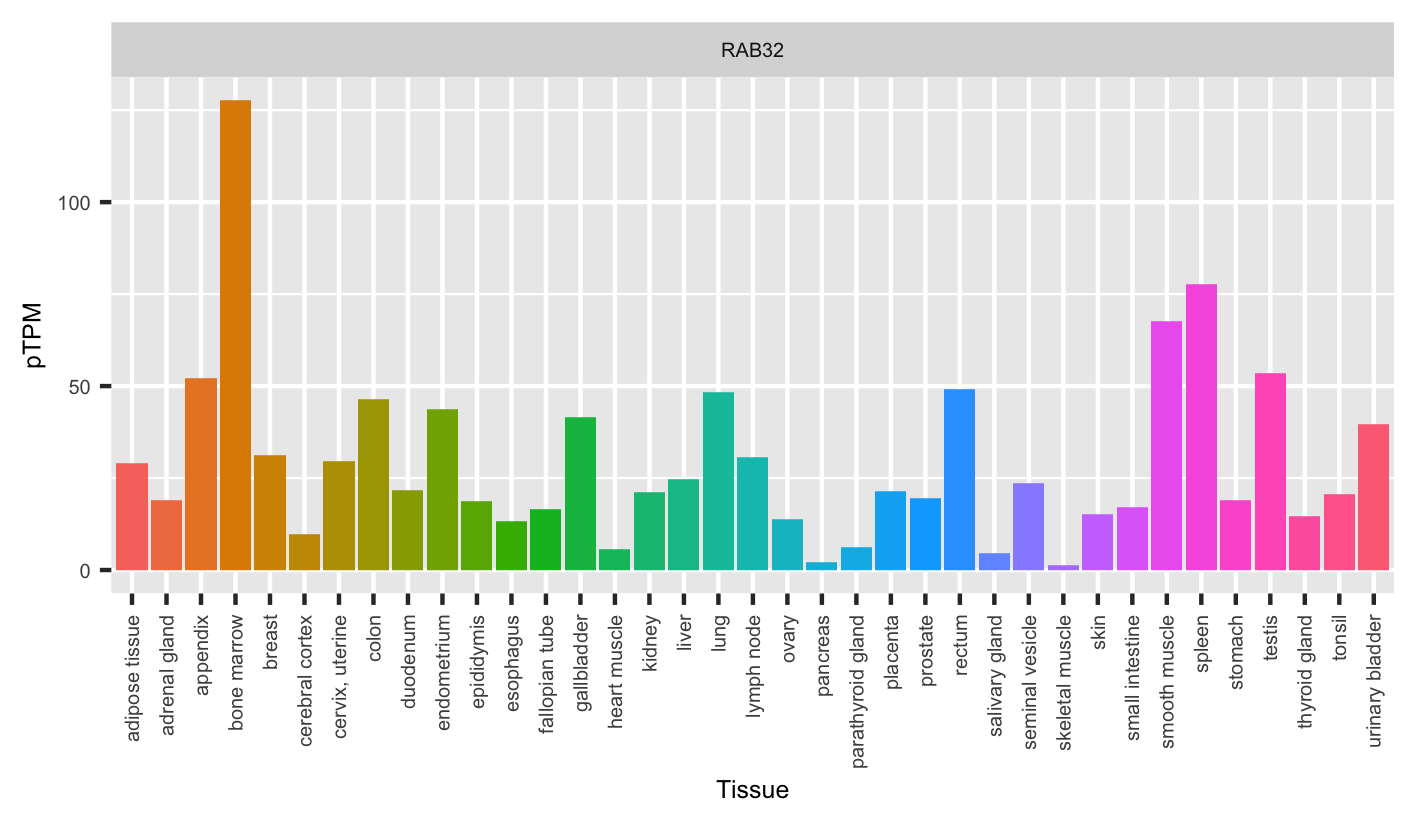 RAB32
pTPM
100
50
0
adipose tissue
adrenal gland
appendix
bone marrow
breast
cerebral cortex
cervix, uterine
colon
duodenum
endometrium
epididymis
esophagus
fallopian tube
gallbladder
heart muscle
kidney
liver
lung
lymph node
ovary
pancreas
parathyroid gland
placenta
prostate
rectum
salivary gland
seminal vesicle
skeletal muscle
skin
small intestine
smooth muscle
spleen
stomach
testis
thyroid gland
tonsil
urinary bladder
Tissue